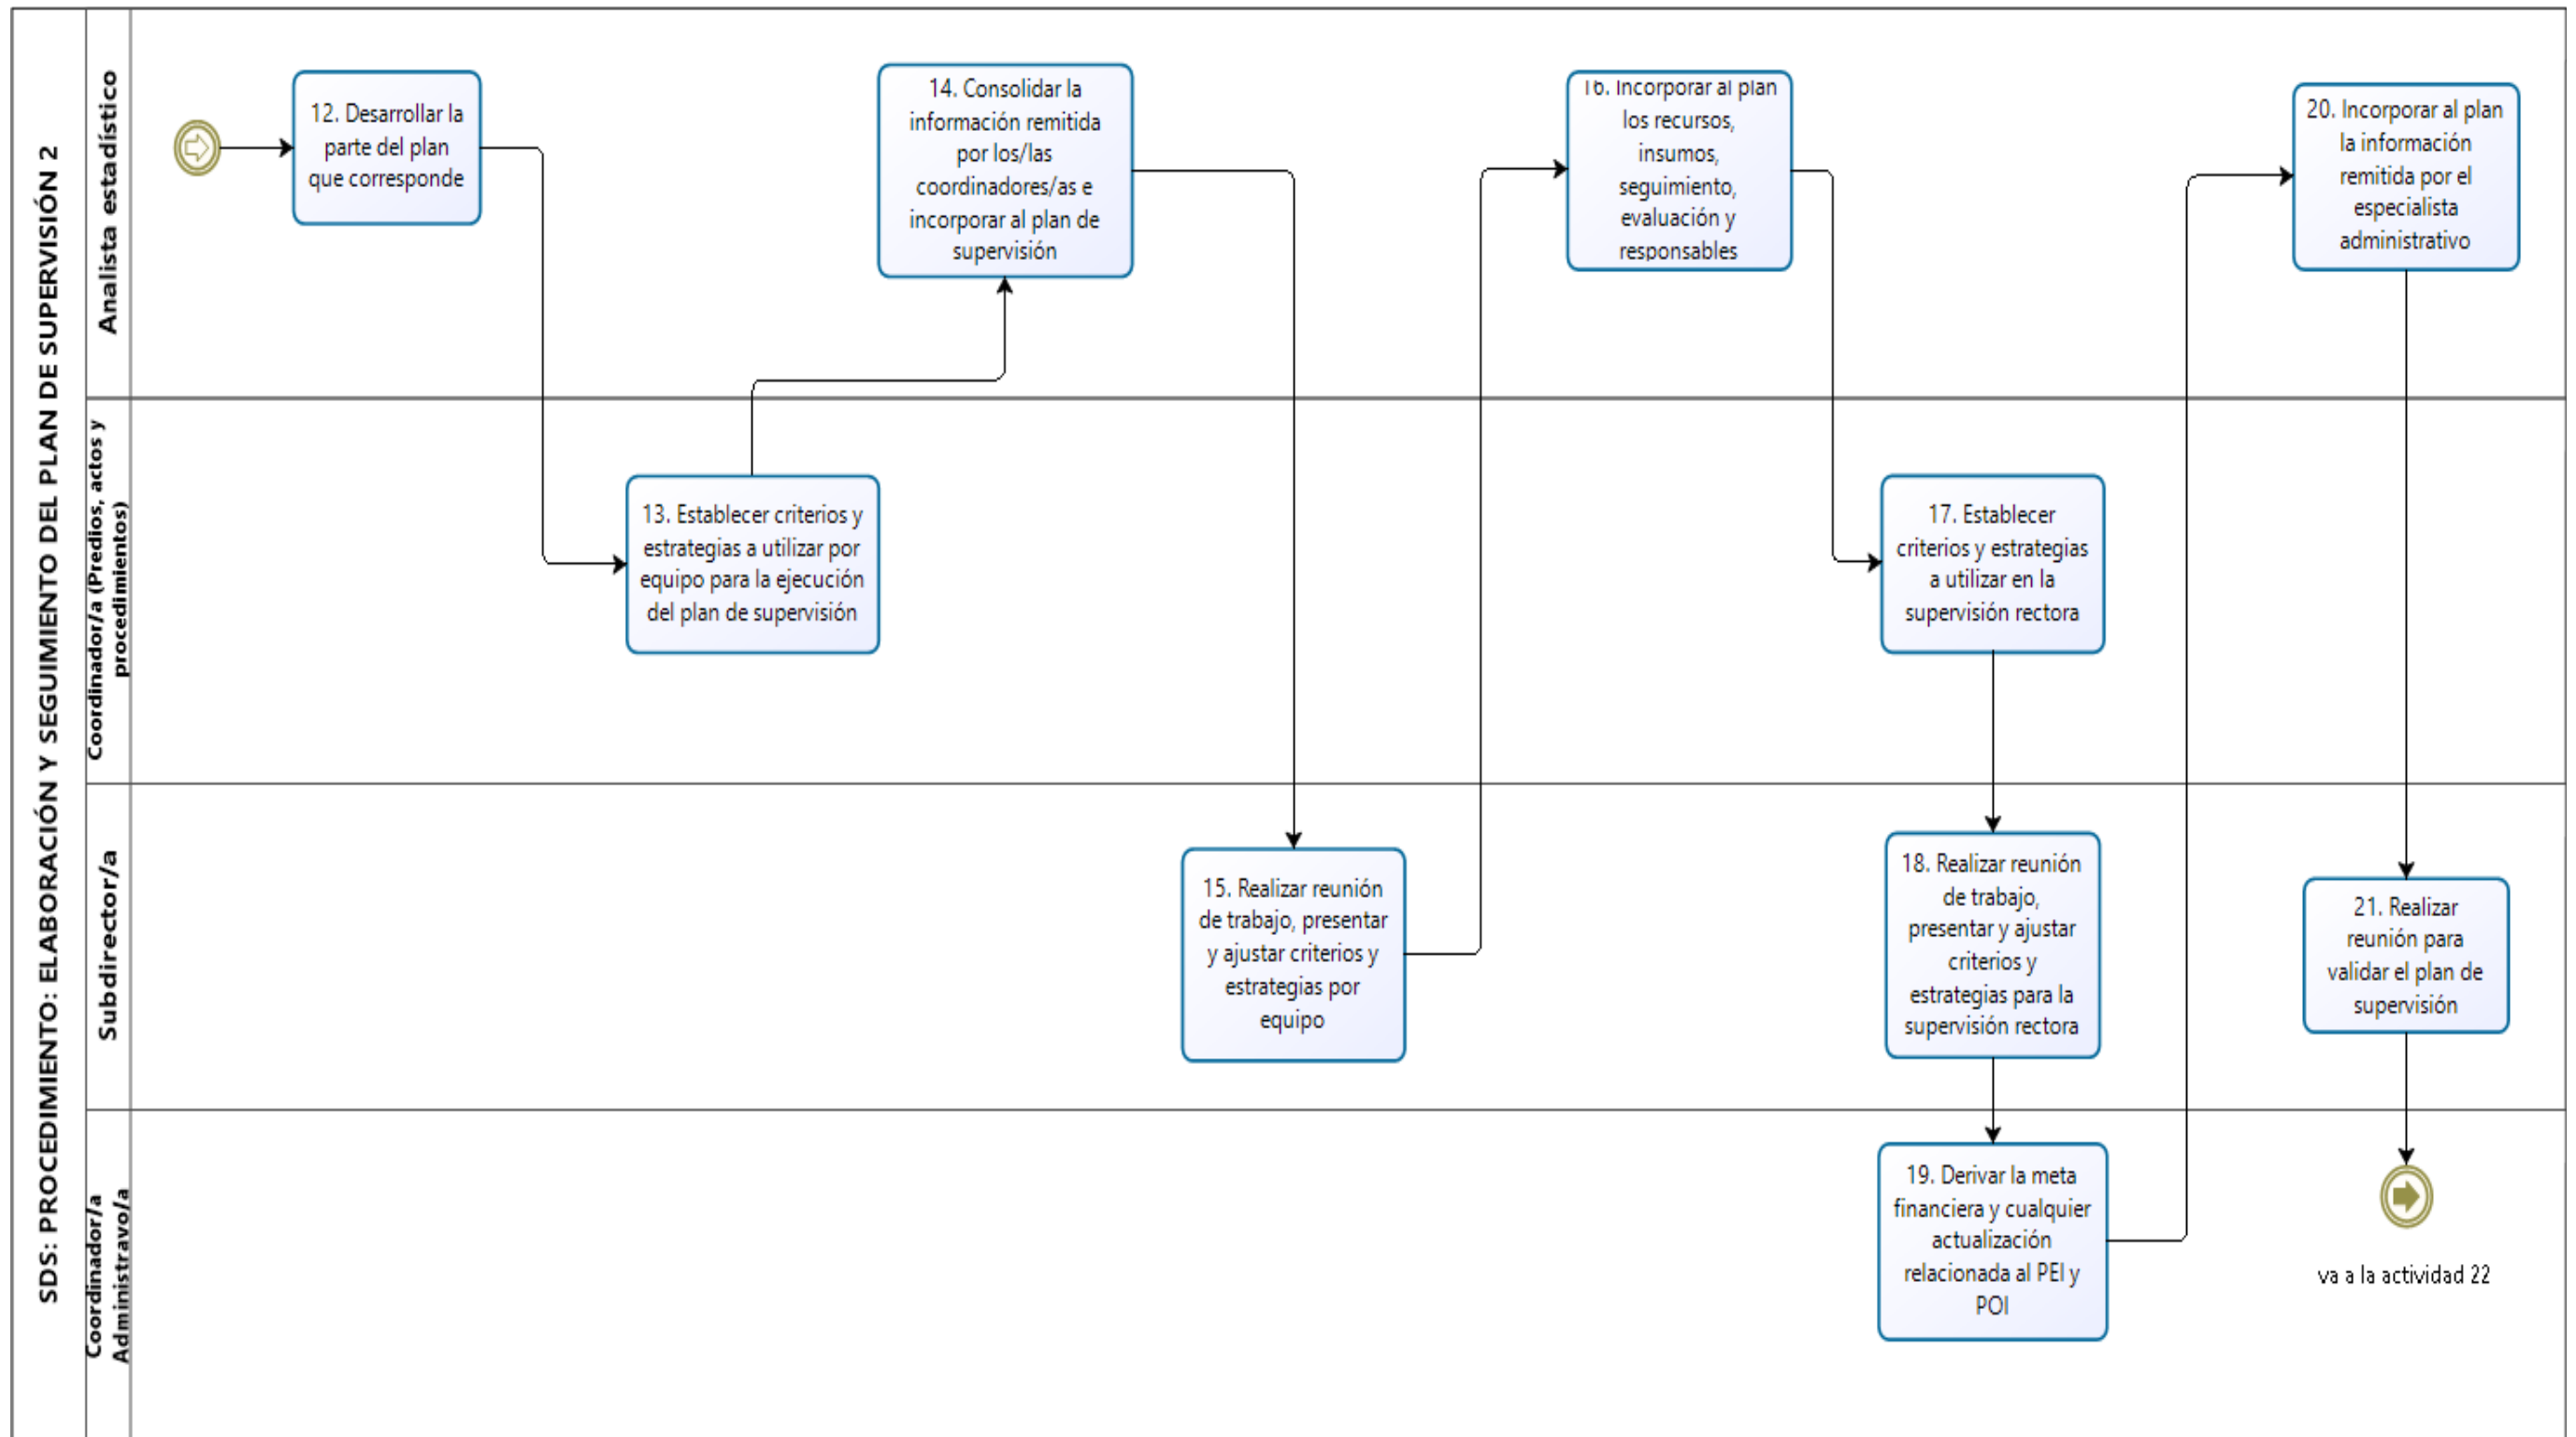 SDS: PROCEDIMIENTO: ELABORACIÓN Y SEGUIMIENTO DEL PLAN DE SUPERVISIÓN 2
Analista estadístico
12. Desarrollar la
parte del plan
que corresponde
14. Consolidar la
información remitida
por los/las
coordinadores/as e
incorporar al plan de
supervisión
16. Incorporar al plan
los recursos,
insumos,
seguimiento,
evaluación y
responsables
20. Incorporar al plan
la información
remitida por el
especialista
administrativo
Coordinador/a (Predios, actos y
procedimientos)
13. Establecer criterios y
estrategias a utilizar por
equipo para la ejecución
del plan de supervisión
17. Establecer
criterios y estrategias
a utilizar en la
supervisión rectora
Subdirector/a
15. Realizar reunión
de trabajo, presentar
y ajustar criterios y
estrategias por
equipo
18. Realizar reunión
de trabajo,
presentar y ajustar
criterios y
estrategias para la
supervisión rectora
21. Realizar
reunión para
validar el plan de
supervisión
Coordinador/a
Administravo/a
19. Derivar la meta
financiera y cualquier
actualización
relacionada al PEI y
POI
va a la actividad 22